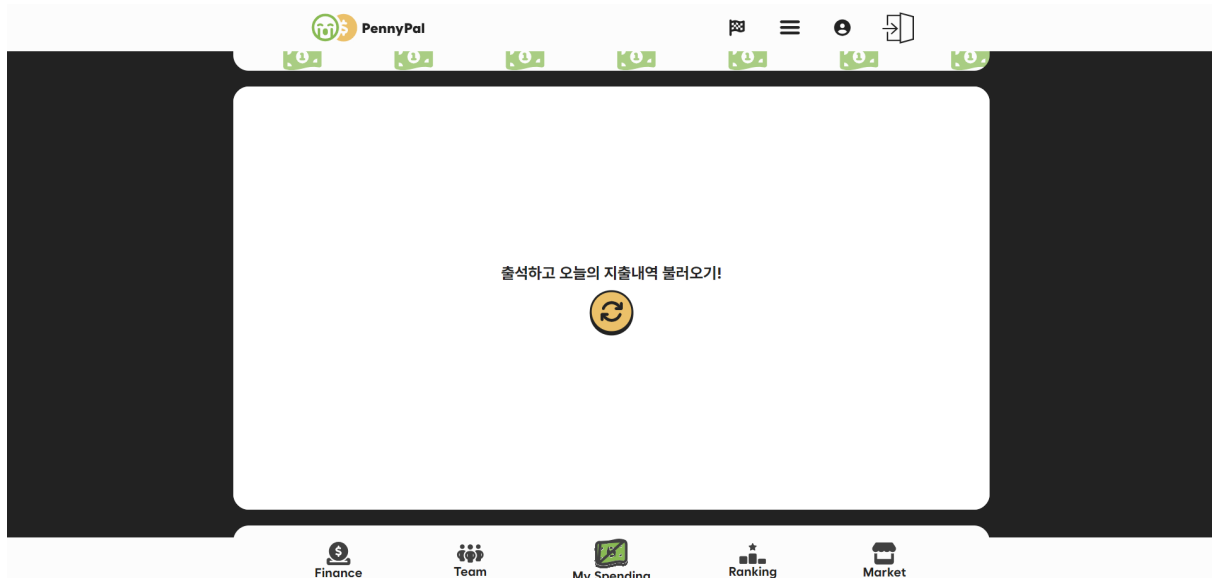 PennyPal
출석하고 오늘의 지출내역 불러오기!
Finance
Team
My Spending
Ranking
Market